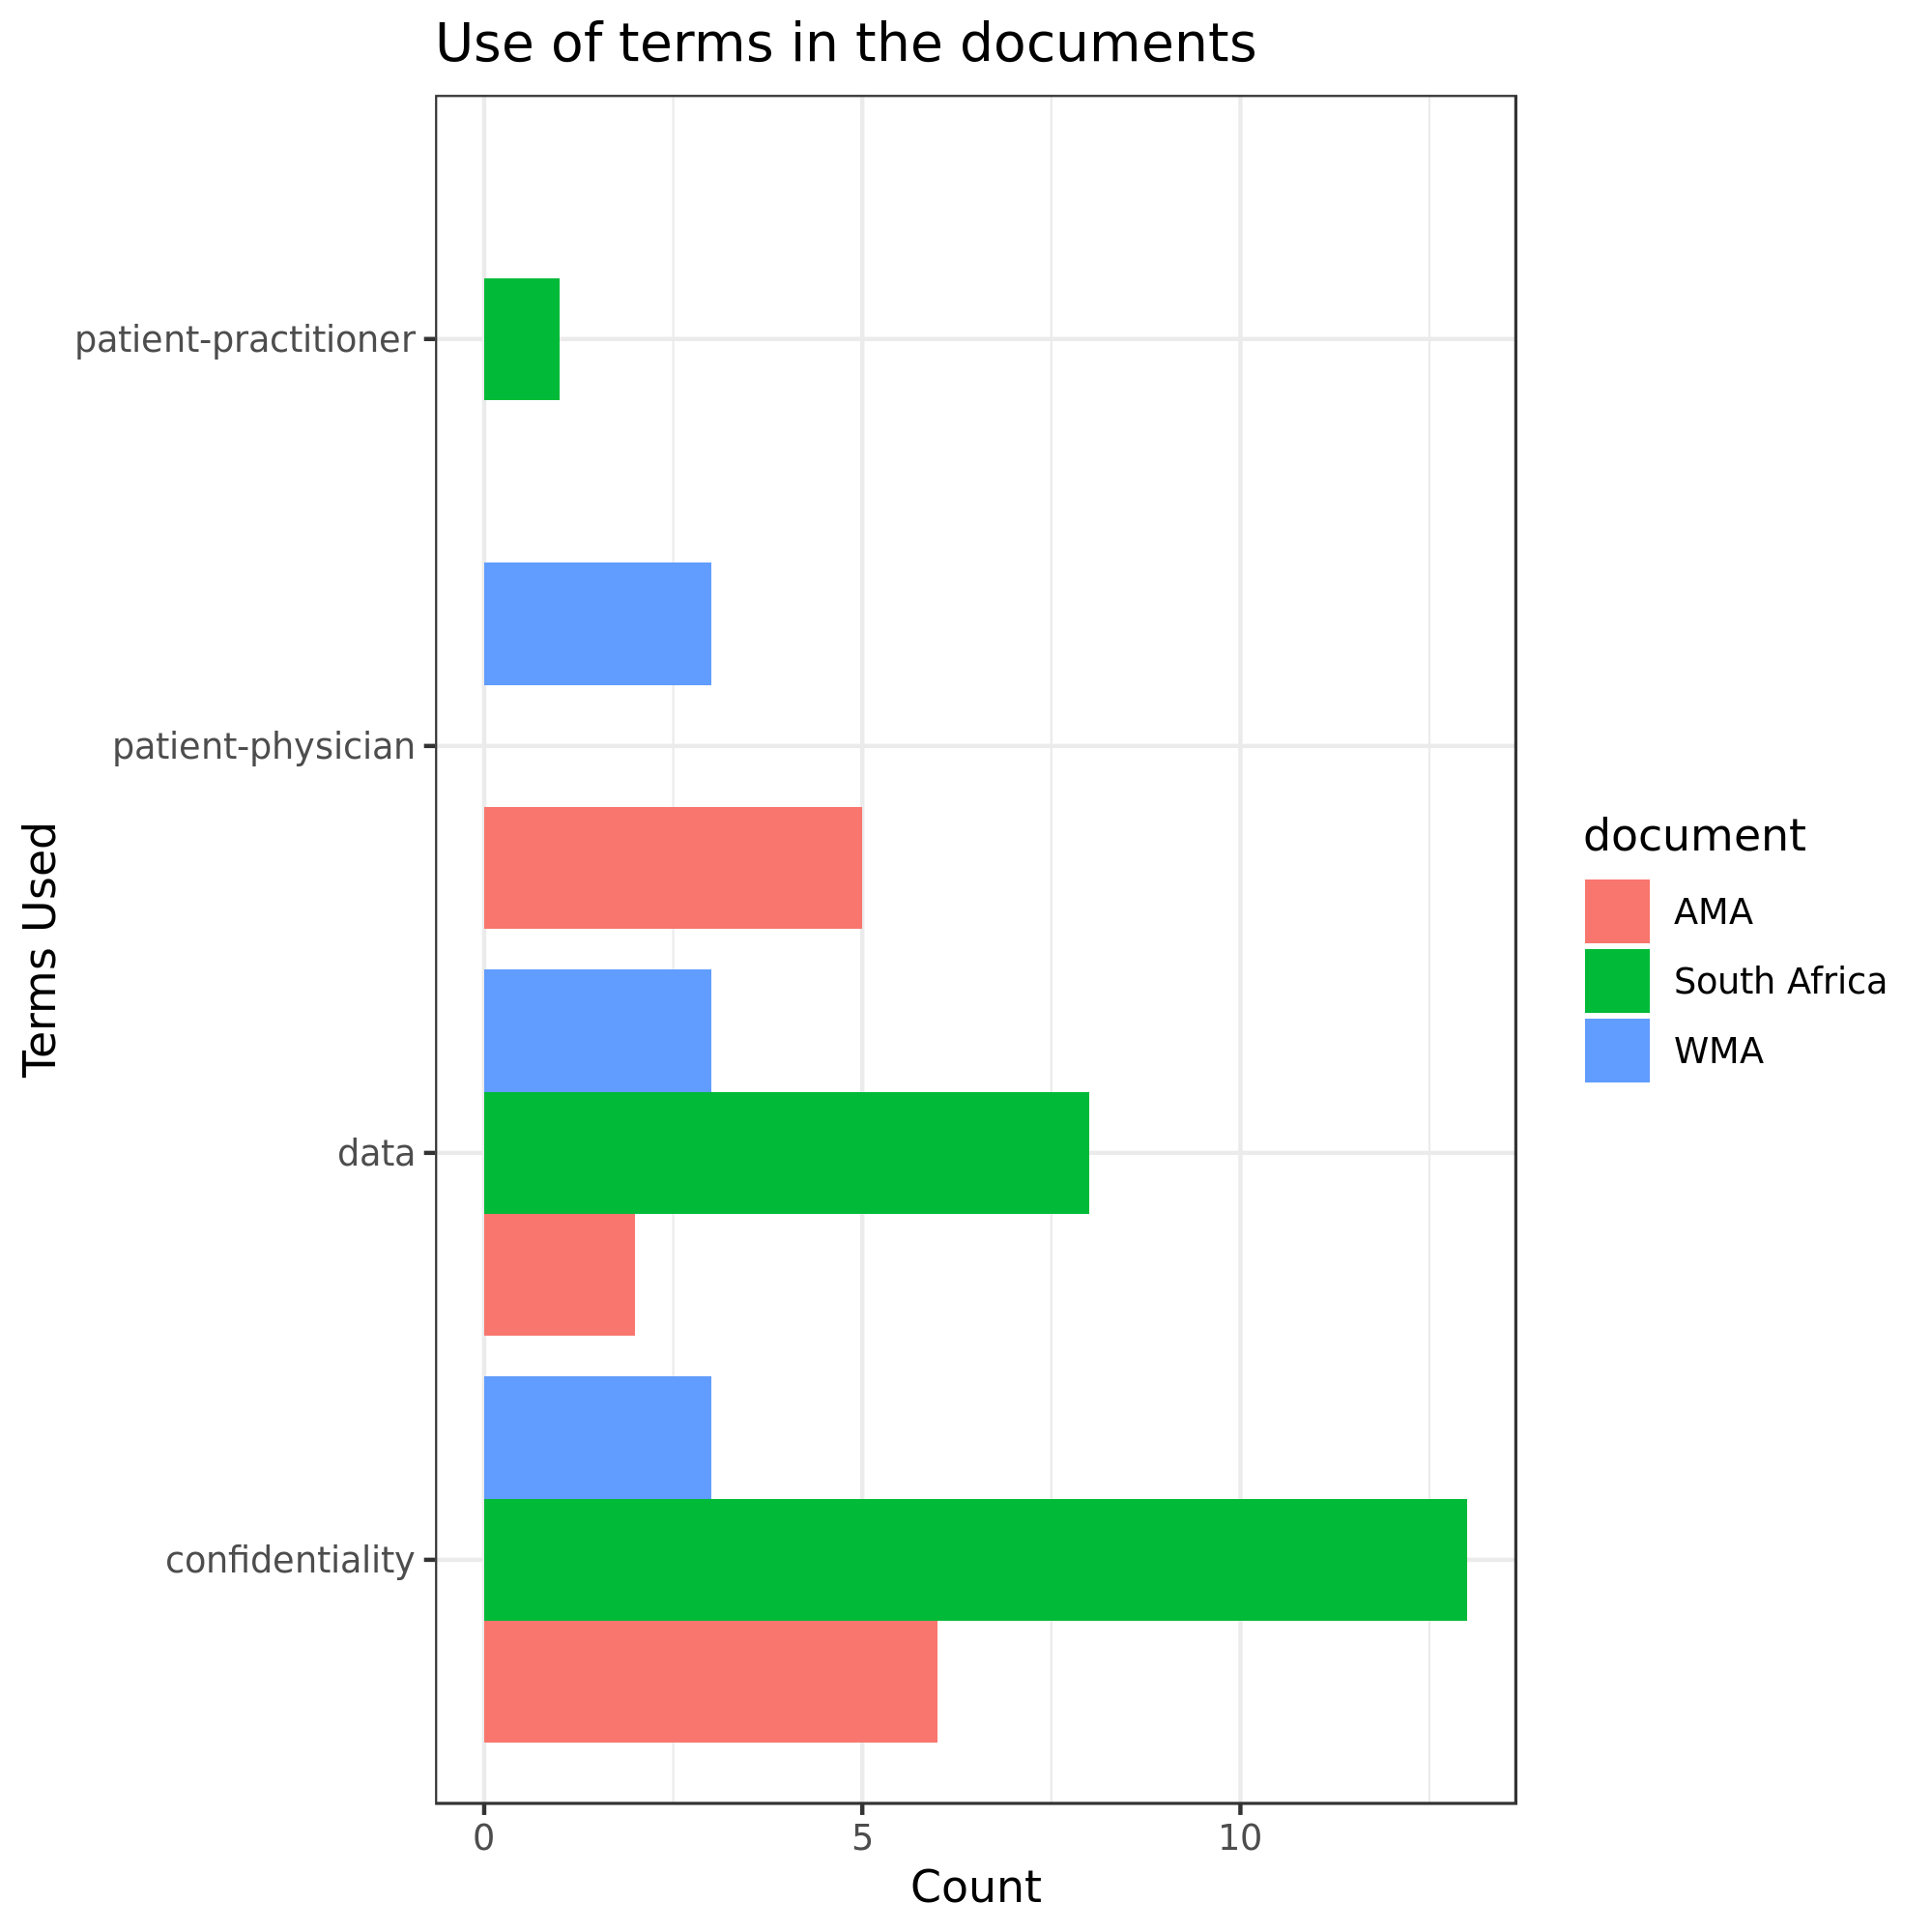 Use of terms in the documents
patient-practitioner
patient-physician
data
confidentiality
Terms Used
0 5 10
Count
document
AMA
South Africa
WMA